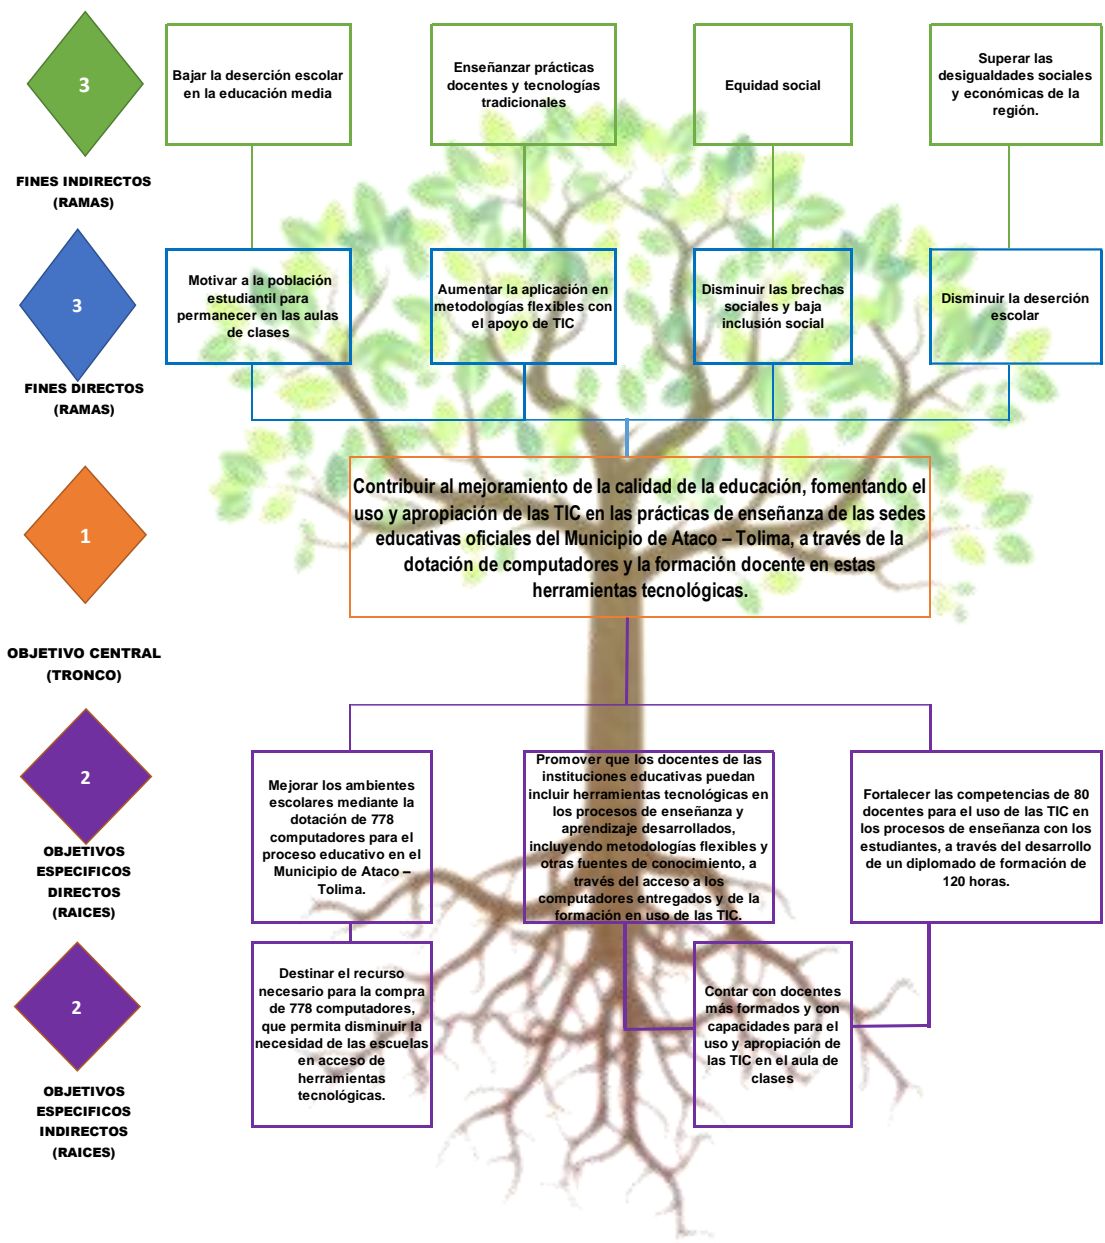 3
FINES INDIRECTOS
(RAMAS)
Bajar la deserción escolar
en la educación media
Enseñanzar prácticas
docentes y tecnologías
tradicionales
Equidad social
Superar las
desigualdades sociales
y económicas de la
región.
3
FINES DIRECTOS
(RAMAS)
Motivar a la población
estudiantil para
permanecer en las aulas
de clases
Aumentar la aplicación en
metodologías flexibles con
el apoyo de TIC
Disminuir las brechas
sociales y baja
inclusión social
Disminuir la deserción
escolar
1
OBJETIVO CENTRAL
(TRONCO)
Contribuir al mejoramiento de la calidad de la educación, fomentando el
uso y apropiación de las TIC en las prácticas de enseñanza de las sedes
educativas oficiales del Municipio de Ataco – Tolima, a través de la
dotación de computadores y la formación docente en estas
herramientas tecnológicas.
2
OBJETIVOS
ESPECIFICOS
DIRECTOS
(RAICES)
Mejorar los ambientes
escolares mediante la
dotación de 778
computadores para el
proceso educativo en el
Municipio de Ataco –
Tolima.
Promover que los docentes de las
instituciones educativas puedan
incluir herramientas tecnológicas en
los procesos de enseñanza y
aprendizaje desarrollados,
incluyendo metodologías flexibles y
otras fuentes de conocimiento, a
través del acceso a los
computadores entregados y de la
formación en uso de las TIC.
Fortalecer las competencias de 80
docentes para el uso de las TIC en
los procesos de enseñanza con los
estudiantes, a través del desarrollo
de un diplomado de formación de
120 horas.
2
OBJETIVOS
ESPECIFICOS
INDIRECTOS
(RAICES)
Destinar el recurso
necesario para la compra
de 778 computadores,
que permita disminuir la
necesidad de las escuelas
en acceso de
herramientas
tecnológicas.
Contar con docentes
más formados y con
capacidades para el
uso y apropiación de
las TIC en el aula de
clases